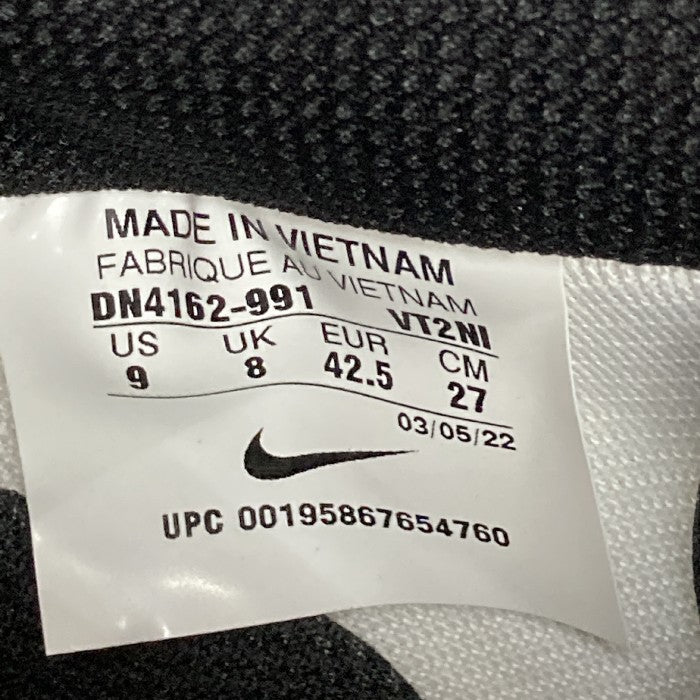 MADE IN VIETNAM
FABRIQUE AU VIETNAM
DN4162-991 VT2NI
US UK EUR CM
9 8 42.5 27
03/05/22
UPC 00195867654760